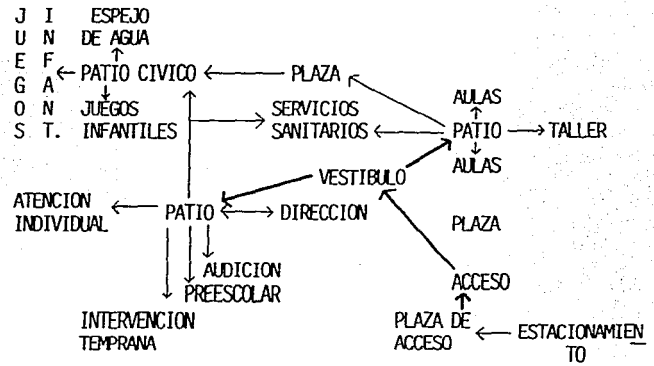 J I ESPEJO
U N DE AGUA
E F PATIO CIVICO PLAZA
G A AULAS
O N JUEGOS SERVICIOS
S T. INFANTILES SANITARIOS PATIO TALLER
AULAS
VESTIBULO
ATENCION PATIO DIRECCION PLAZA
INDIVIDUAL
AUDICION ACCESO
PREESCOLAR
INTERVENCION PLAZA DE ESTACIONAMIEN
TEMPRANA ACCESO TO